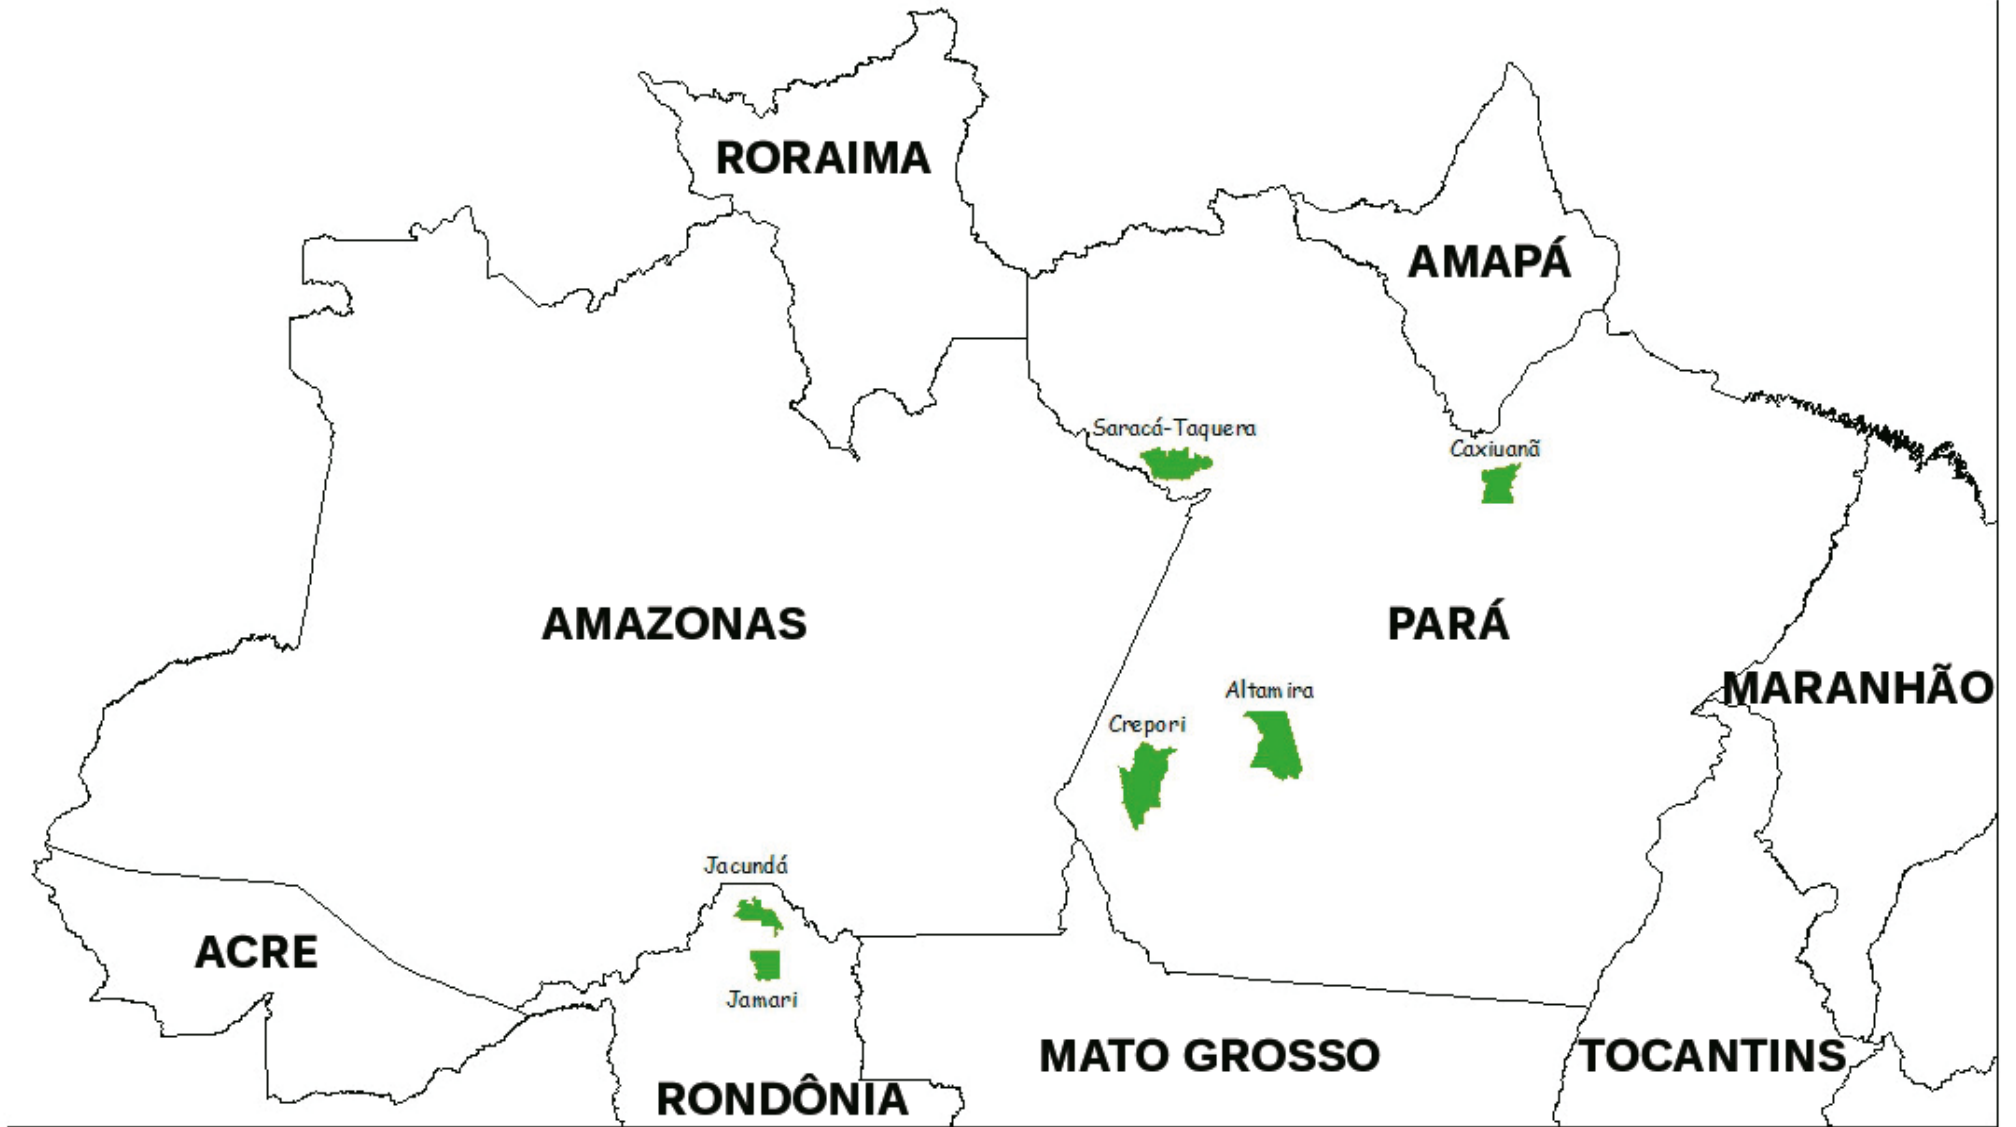 RORAIMA
AMAPÁ
Saracá-Taquera
Caxiuanã
AMAZONAS
PARÁ
MARANHÃO
Altamira
Crepori
Jacundá
ACRE
Jamari
MATO GROSSO
TOCANTINS
RONDÔNIA